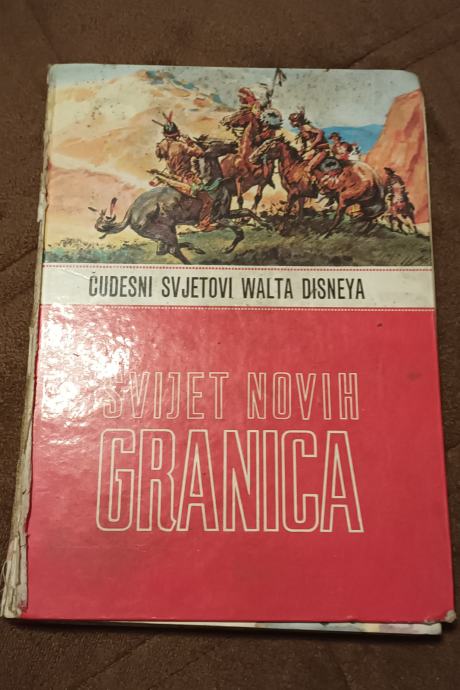 ČUDESNI SVJETOVI WALTA DISNEYA
SVIJET NOVIH
GRANICA